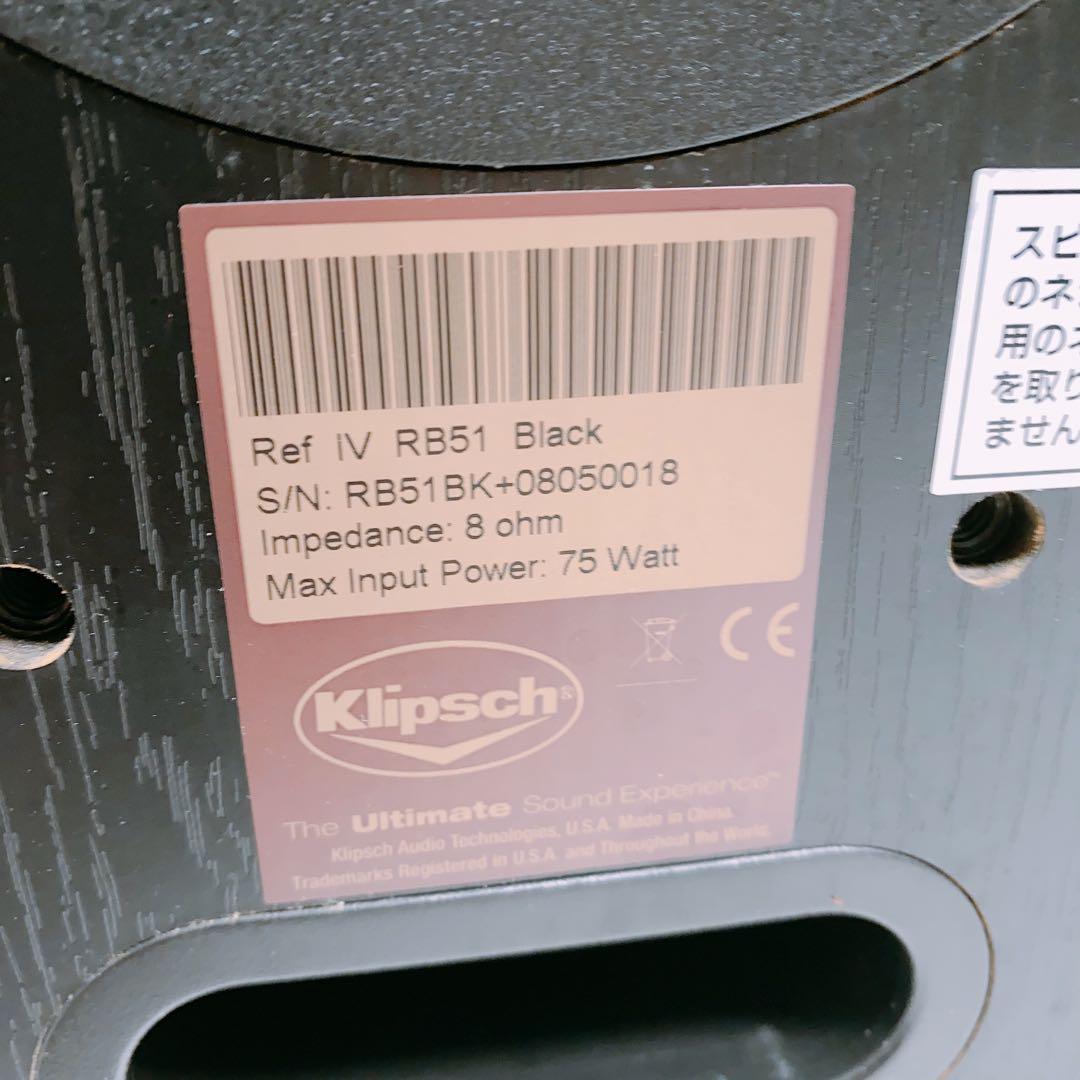 Ref IV RB51 Black
S/N: RB51BK+08050018
Impedance: 8 ohm
Max Input Power: 75 Watt
CE
Klipsch®
The Ultimate Sound Experience™
Klipsch Audio Technologies, U.S.A. Made in China.
Trademarks Registered in U.S.A. and Throughout the World.
スピ
のネ
用の
を取り
ません